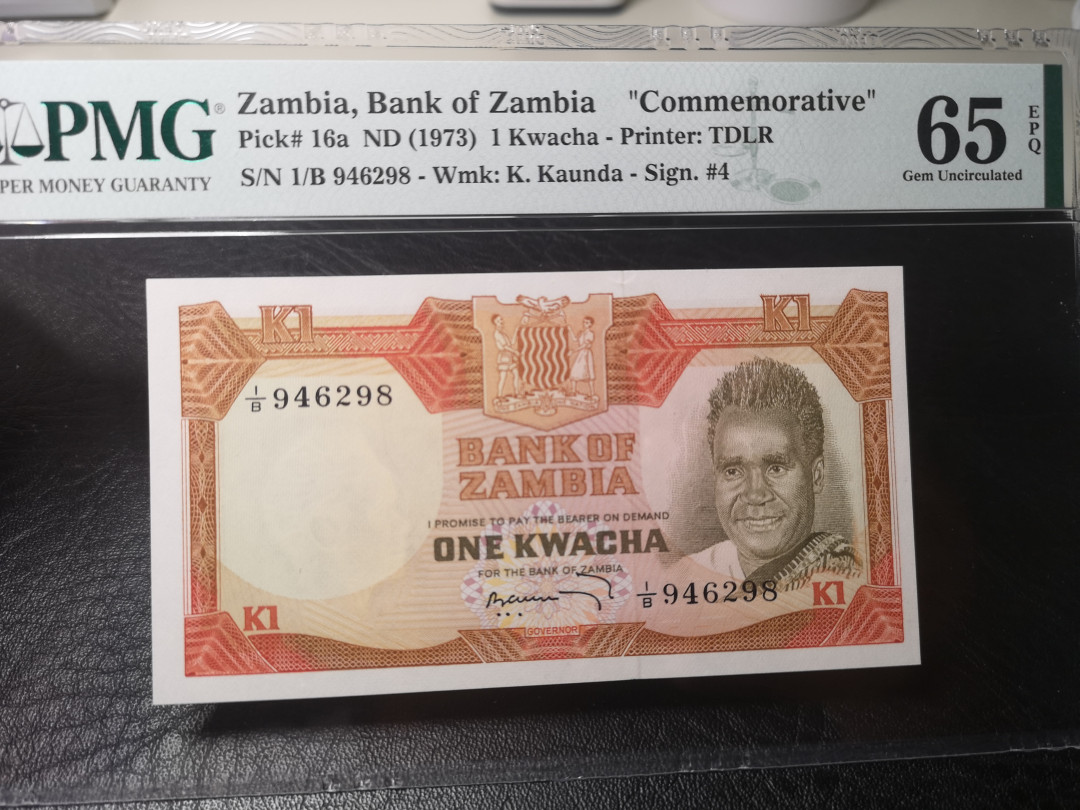 PMG®
PER MONEY GUARANTY
Zambia, Bank of Zambia "Commemorative"
Pick# 16a ND (1973) 1 Kwacha - Printer: TDLR
S/N 1/B 946298 - Wmk: K. Kaunda - Sign. #4
65
EPQ
Gem Uncirculated
K1
K1
1/B 946298
BANK OF
ZAMBIA
I PROMISE TO PAY THE BEARER ON DEMAND
ONE KWACHA
FOR THE BANK OF ZAMBIA
1/B 946298
K1
K1
GOVERNOR